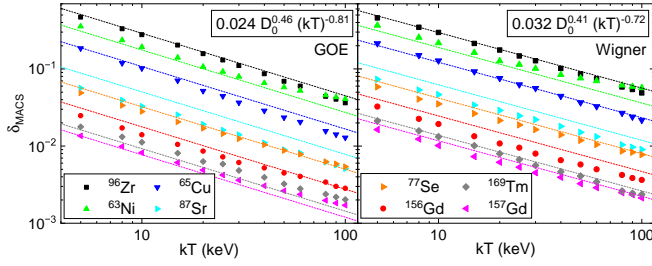 0.024 D₀^0.46 (kT)^-0.81
GOE
0.032 D₀^0.41 (kT)^-0.72
Wigner
δ_MACS
10⁰
10⁻¹
10⁻²
10⁻³
⁹⁶Zr
⁶⁵Cu
⁶³Ni
⁸⁷Sr
⁷⁷Se
¹⁶⁹Tm
¹⁵⁶Gd
¹⁵⁷Gd
10
100
10
100
kT (keV)
kT (keV)